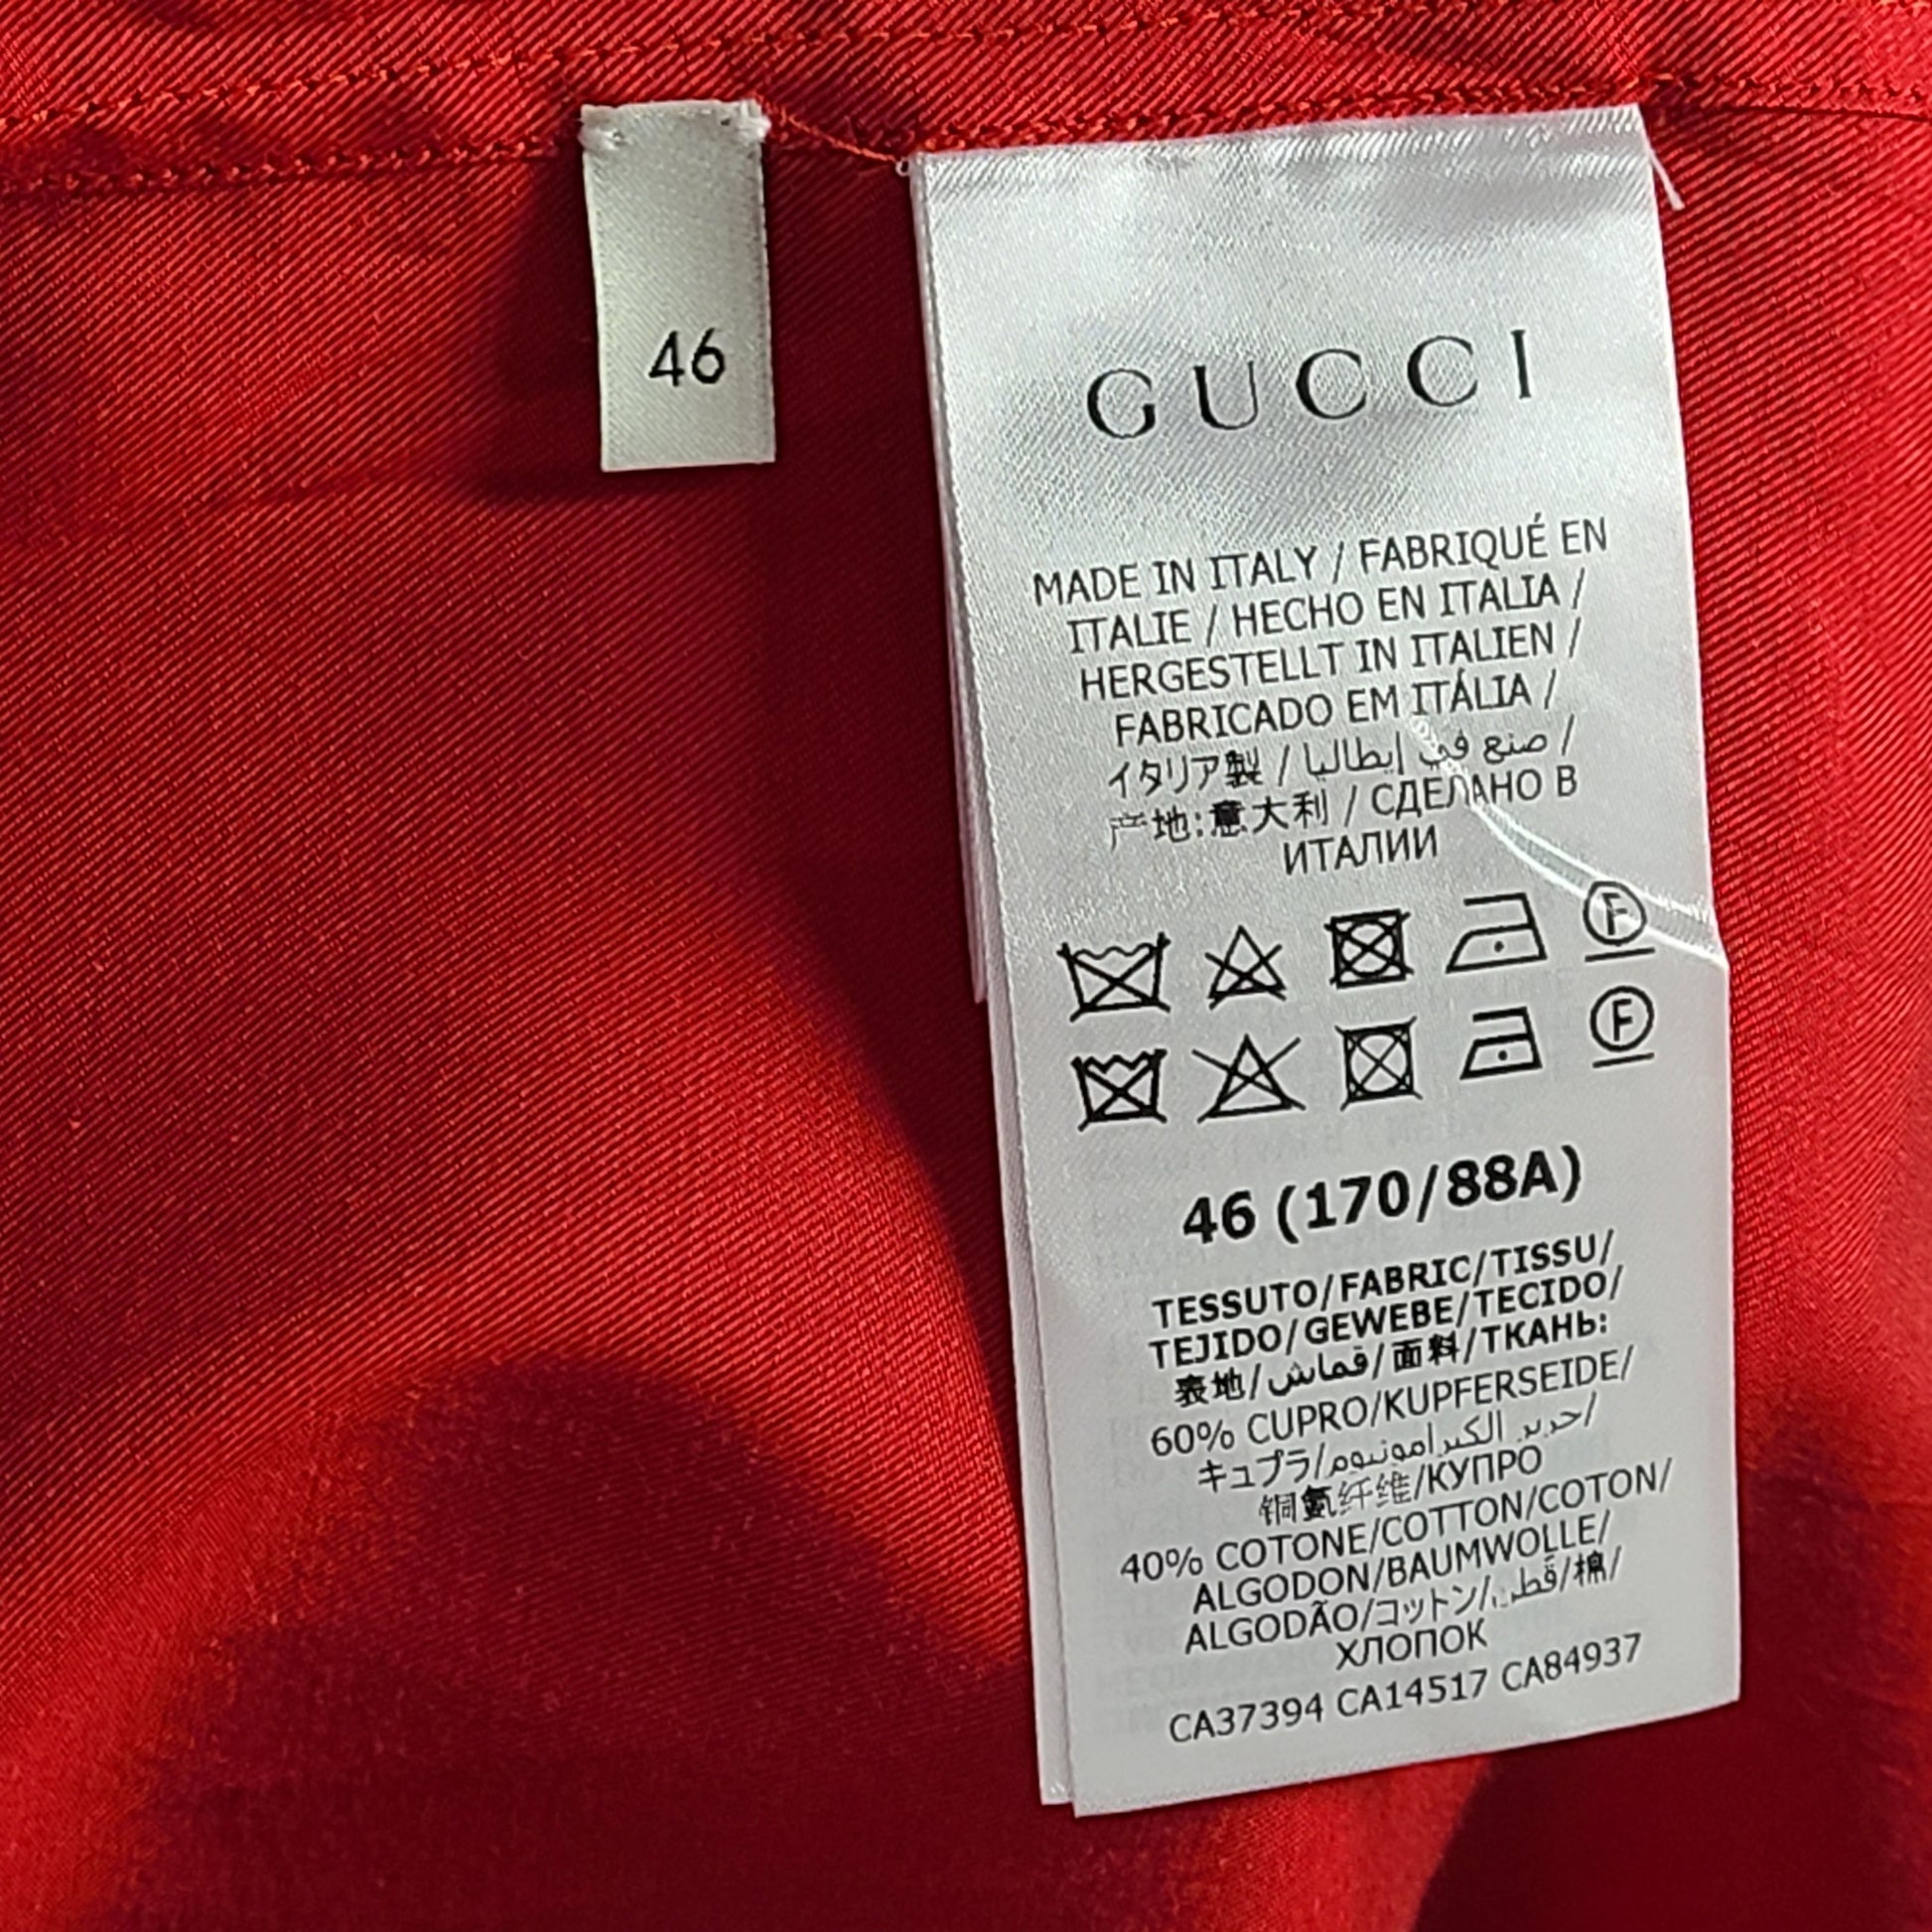 46
GUCCI
MADE IN ITALY / FABRIQUÉ EN
ITALIE / HECHO EN ITALIA /
HERGESTELLT IN ITALIEN /
FABRICADO EM ITÁLIA /
イタリア製 / صنع في إيطاليا /
产地:意大利 / СДЕЛАНО В
ИТАЛИИ
F
F
46 (170/88A)
TESSUTO/FABRIC/TISSU/
TEJIDO/GEWEBE/TECIDO/
表地/قماش/面料/ТКАНЬ:
60% CUPRO/KUPFERSEIDE/
キュプラ/حرير الكبرامونيوم/
铜氨纤维/КУПРО
40% COTONE/COTTON/COTON/
ALGODON/BAUMWOLLE/
ALGODÃO/コットン/قطن/棉/
ХЛОПОК
CA37394 CA14517 CA84937